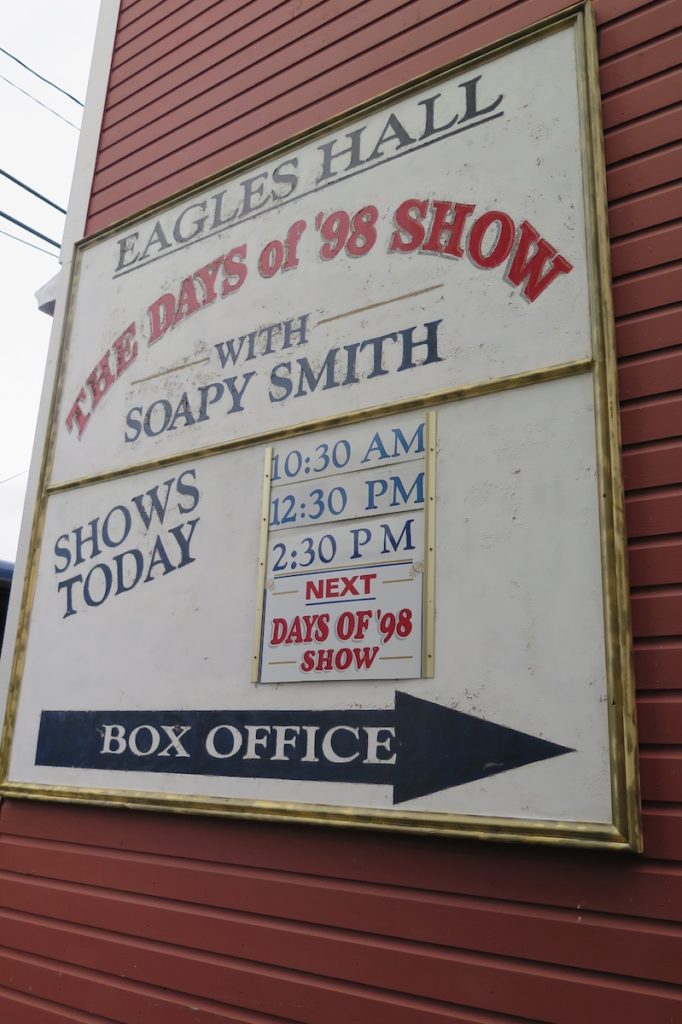 EAGLES HALL
THE DAYS of '98 SHOW
WITH
SOAPY SMITH
SHOWS
TODAY
10:30 AM
12:30 PM
2:30 PM
NEXT
DAYS OF '98
SHOW
BOX OFFICE